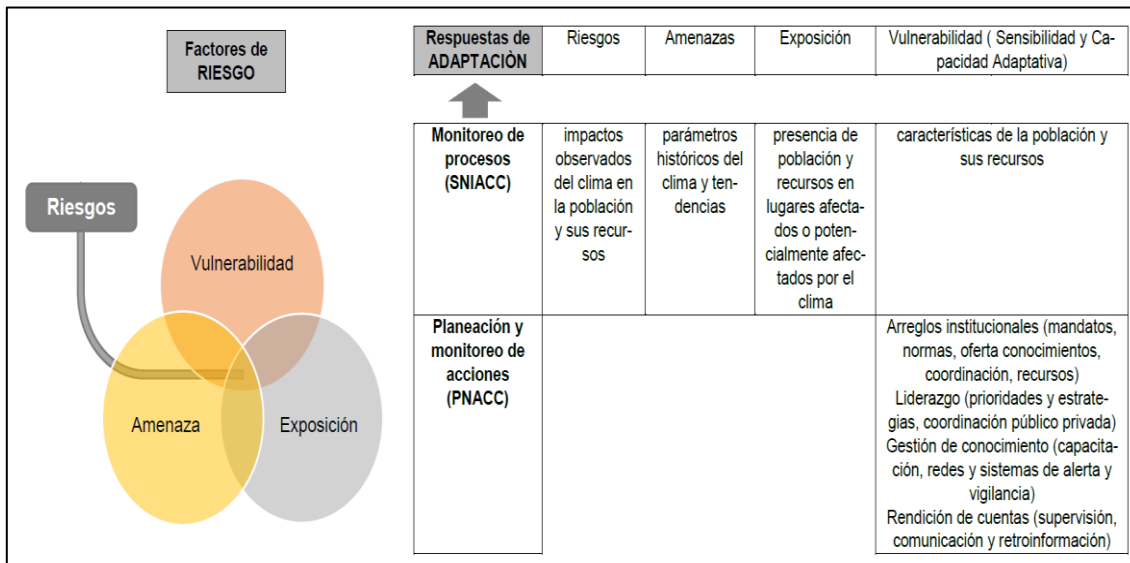 Factores de
RIESGO
Riesgos
Vulnerabilidad
Amenaza
Exposición
Respuestas de
ADAPTACIÒN
Riesgos
Amenazas
Exposición
Vulnerabilidad ( Sensibilidad y Ca-
pacidad Adaptativa)
Monitoreo de
procesos
(SNIACC)
impactos
observados
del clima en
la población
y sus recur-
sos
parámetros
históricos del
clima y ten-
dencias
presencia de
población y
recursos en
lugares afecta-
dos o poten-
cialmente afec-
tados por el
clima
características de la población y
sus recursos
Planeación y
monitoreo de
acciones
(PNACC)
Arreglos institucionales (mandatos,
normas, oferta conocimientos,
coordinación, recursos)
Liderazgo (prioridades y estrate-
gias, coordinación público privada)
Gestión de conocimiento (capacita-
ción, redes y sistemas de alerta y
vigilancia)
Rendición de cuentas (supervisión,
comunicación y retroinformación)